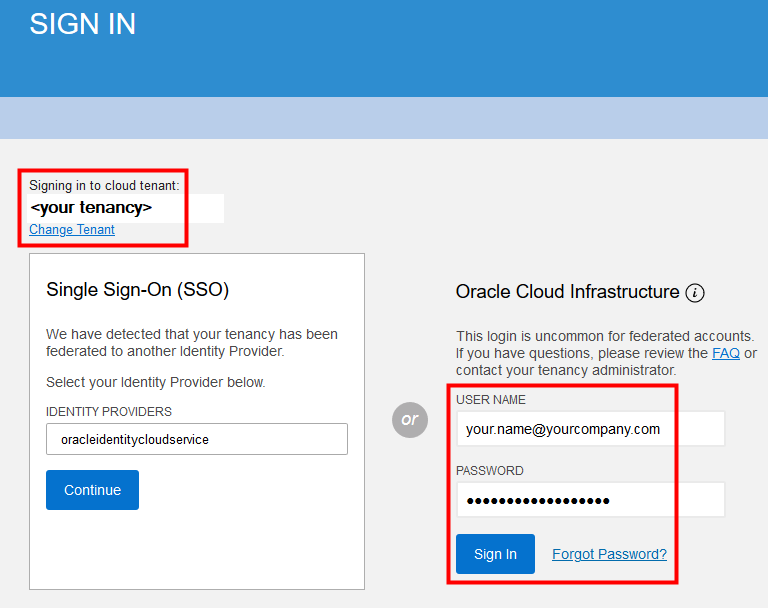 SIGN IN
Signing in to cloud tenant:
<your tenancy>
Change Tenant
Single Sign-On (SSO)
We have detected that your tenancy has been
federated to another Identity Provider.
Select your Identity Provider below.
IDENTITY PROVIDERS
oracleidentitycloudservice
Continue
or
Oracle Cloud Infrastructure i
This login is uncommon for federated accounts.
If you have questions, please review the FAQ or
contact your tenancy administrator.
USER NAME
your.name@yourcompany.com
PASSWORD
••••••••••••••••••
Sign In Forgot Password?